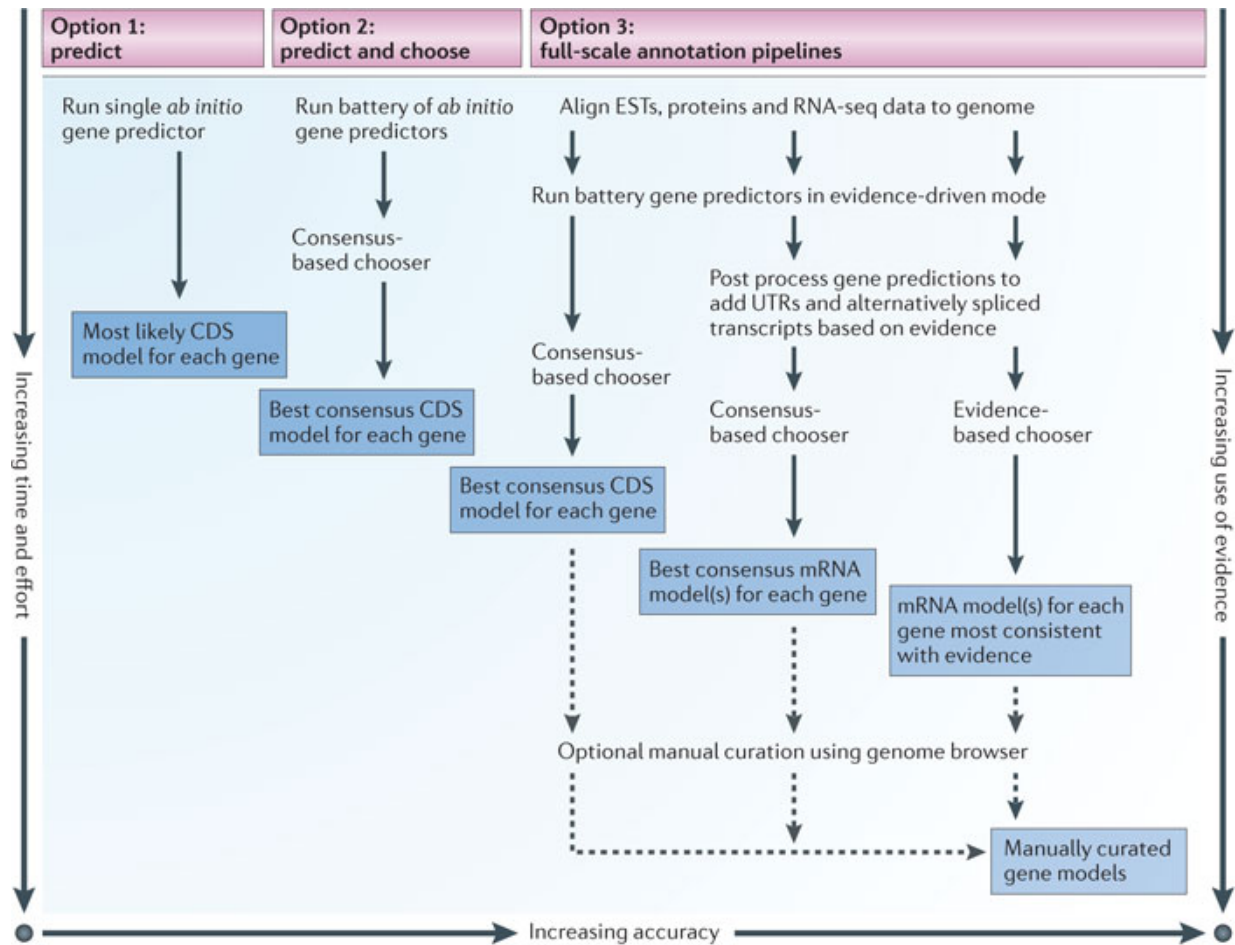 Option 1:
predict
Option 2:
predict and choose
Option 3:
full-scale annotation pipelines
Run single ab initio
gene predictor
Run battery of ab initio
gene predictors
Align ESTs, proteins and RNA-seq data to genome
Run battery gene predictors in evidence-driven mode
Consensus-
based chooser
Post process gene predictions to
add UTRs and alternatively spliced
transcripts based on evidence
Most likely CDS
model for each gene
Consensus-
based chooser
Best consensus CDS
model for each gene
Consensus-
based chooser
Evidence-
based chooser
Best consensus CDS
model for each gene
Best consensus mRNA
model(s) for each gene
mRNA model(s) for each
gene most consistent
with evidence
Optional manual curation using genome browser
Manually curated
gene models
Increasing time and effort
Increasing use of evidence
Increasing accuracy